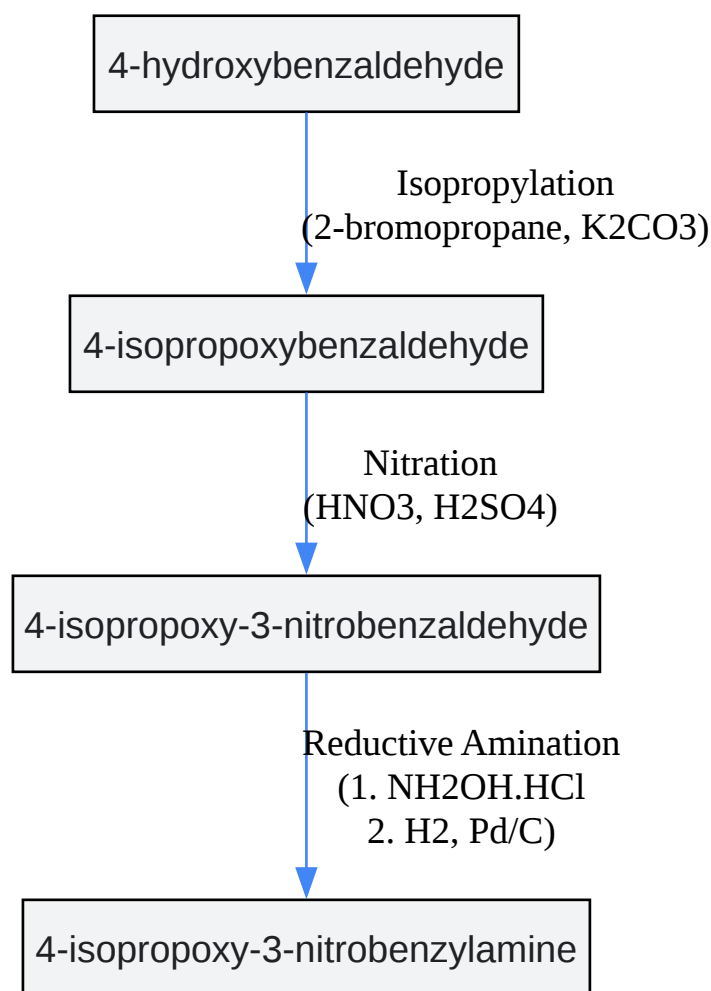 4-hydroxybenzaldehyde
Isopropylation
(2-bromopropane, K2CO3)
4-isopropoxybenzaldehyde
Nitration
(HNO3, H2SO4)
4-isopropoxy-3-nitrobenzaldehyde
Reductive Amination
(1. NH2OH.HCl
2. H2, Pd/C)
4-isopropoxy-3-nitrobenzylamine